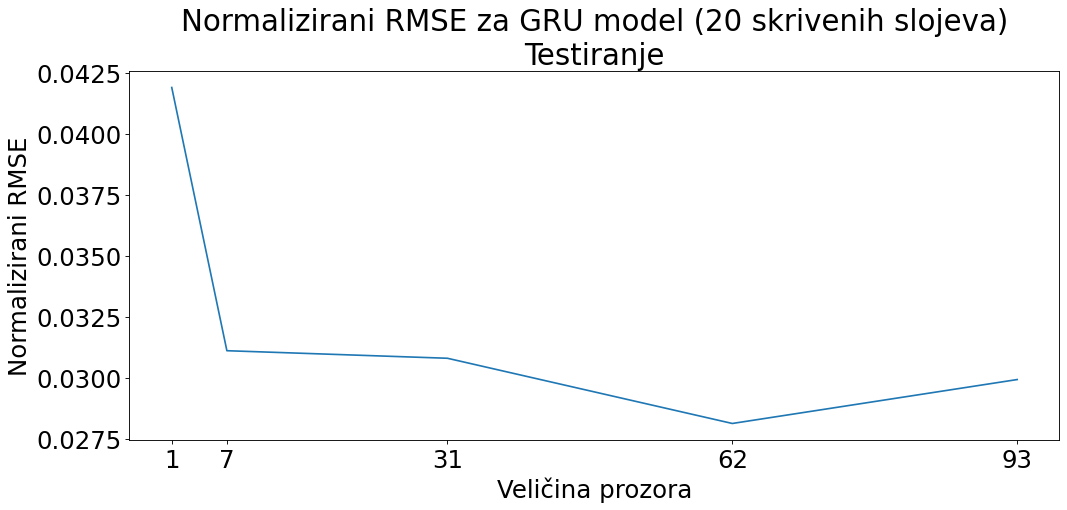 Normalizirani RMSE za GRU model (20 skrivenih slojeva)
Testiranje
Normalizirani RMSE
0.0425
0.0400
0.0375
0.0350
0.0325
0.0300
0.0275
1 7 31 62 93
Veličina prozora